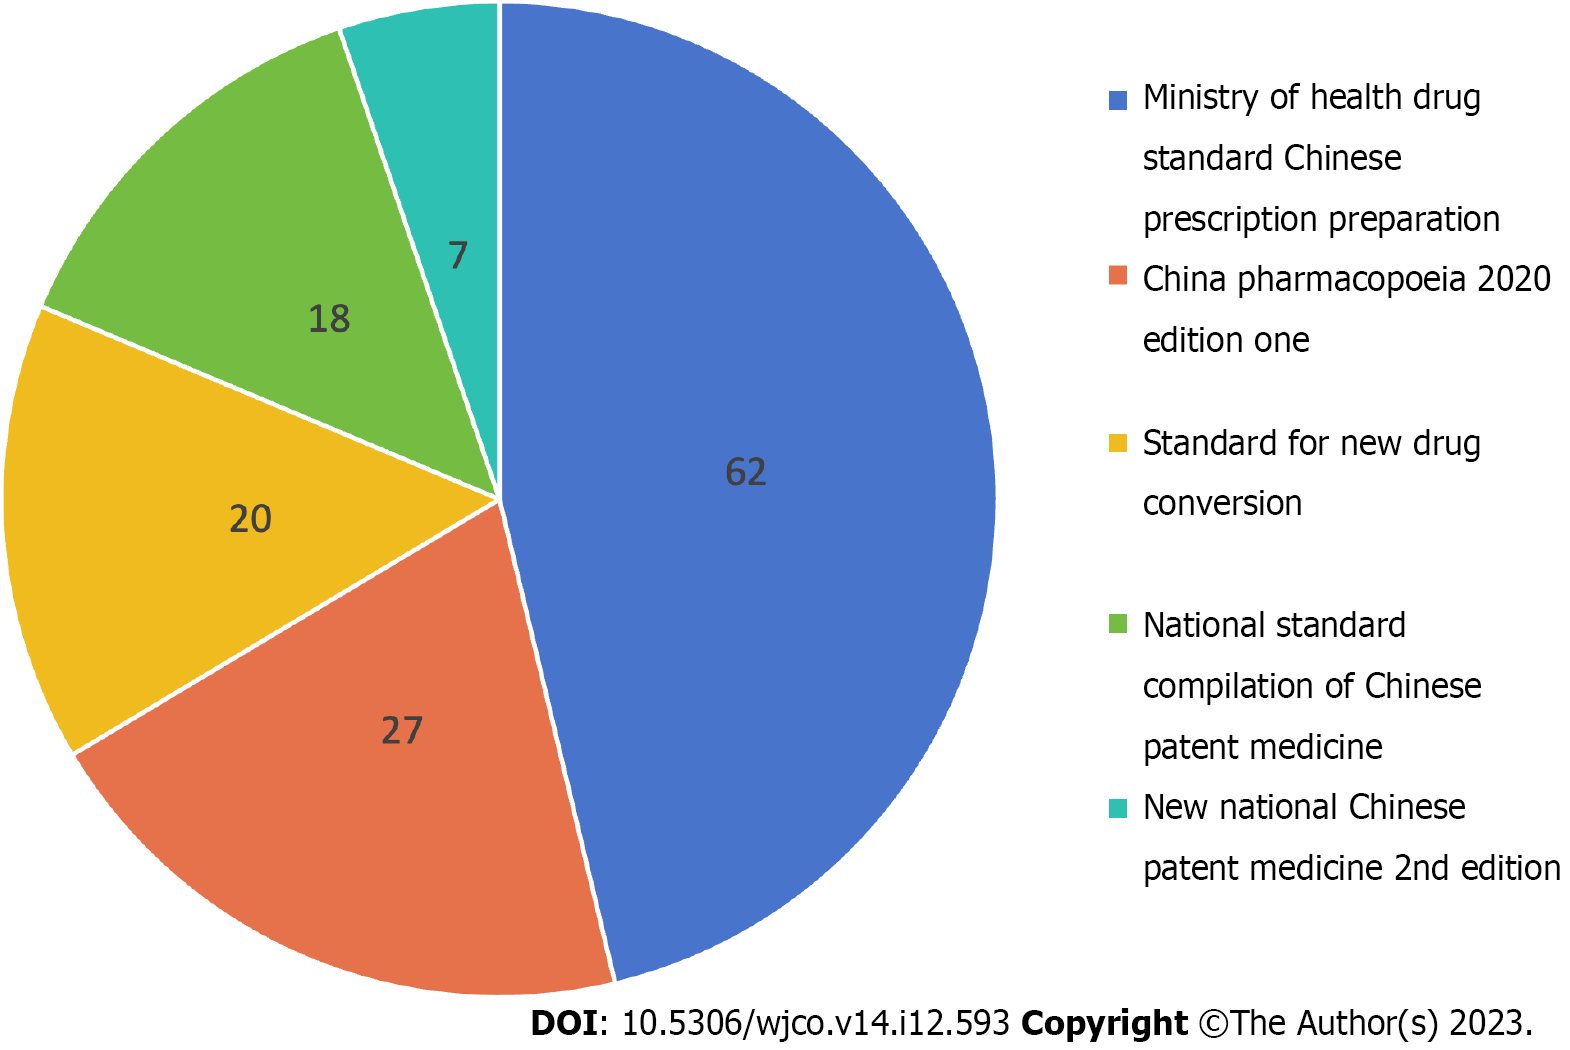 7
18
62
20
27
Ministry of health drug
standard Chinese
prescription preparation
China pharmacopoeia 2020
edition one
Standard for new drug
conversion
National standard
compilation of Chinese
patent medicine
New national Chinese
patent medicine 2nd edition
DOI: 10.5306/wjco.v14.i12.593 Copyright ©The Author(s) 2023.